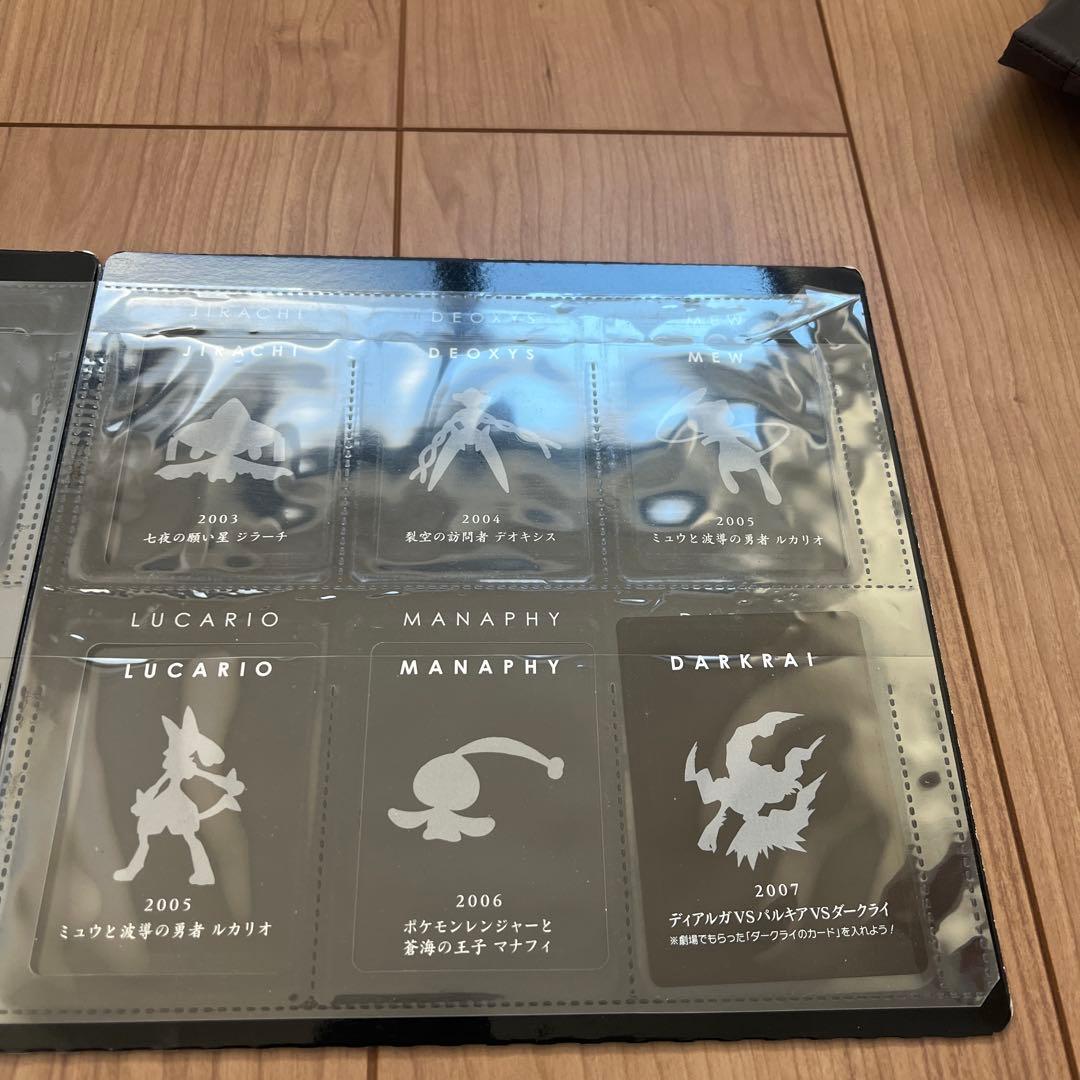 JIRACHI
DEOXYS
MEW
JIRACHI
DEOXYS
MEW
2003
七夜の願い星 ジラーチ
2004
裂空の訪問者 デオキシス
2005
ミュウと波導の勇者 ルカリオ
LUCARIO
MANAPHY
LUCARIO
MANAPHY
DARKRAI
2005
ミュウと波導の勇者 ルカリオ
2006
ポケモンレンジャーと
蒼海の王子 マナフィ
2007
ディアルガVSパルキアVSダークライ
※劇場でもらった「ダークライのカード」を入れよう!